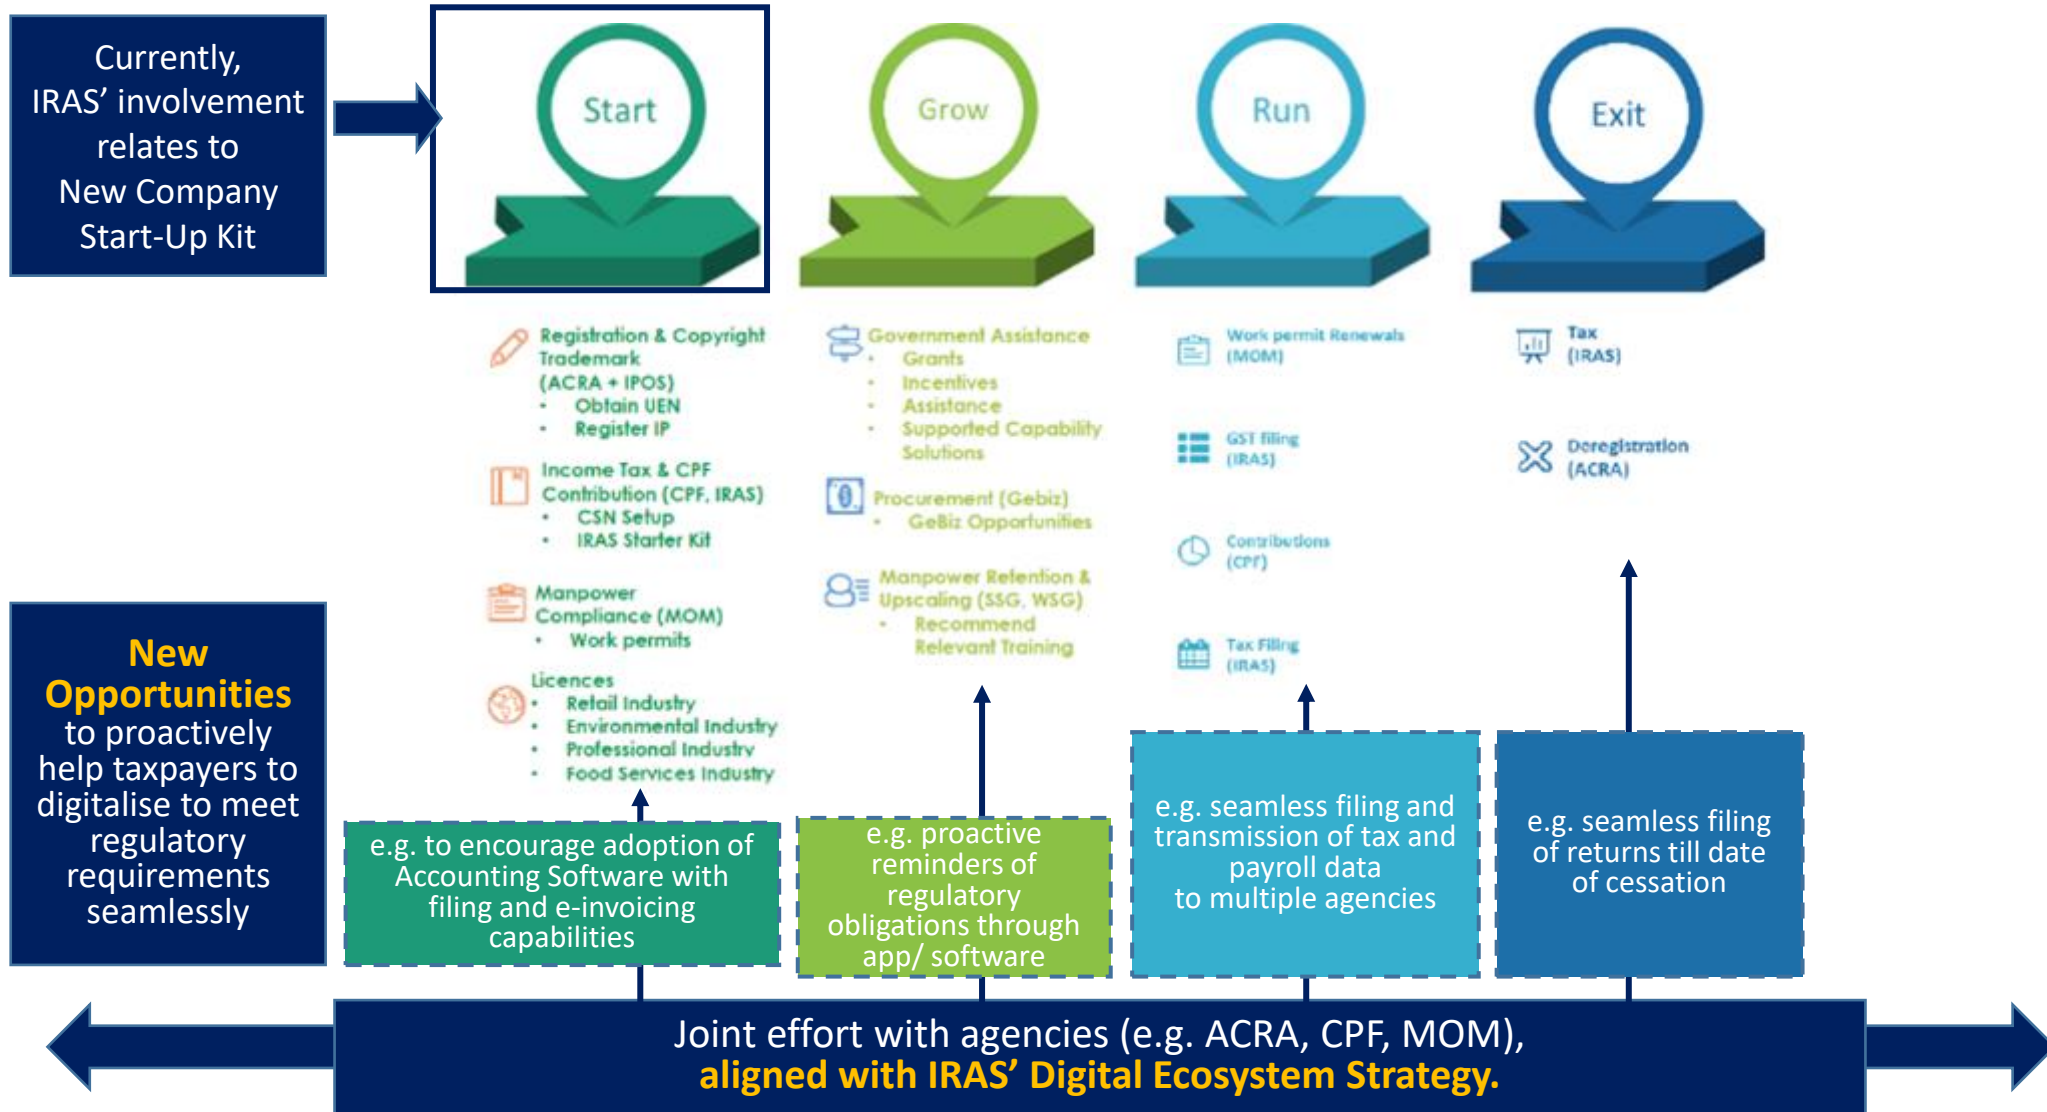 Currently,
IRAS’ involvement
relates to
New Company
Start-Up Kit
Start
Grow
Run
Exit
Registration & Copyright
Trademark
(ACRA + IPOS)
• Obtain UEN
• Register IP
Income Tax & CPF
Contribution (CPF, IRAS)
• CSN Setup
• IRAS Starter Kit
Manpower
Compliance (MOM)
• Work permits
Licences
• Retail Industry
• Environmental Industry
• Professional Industry
• Food Services Industry
Government Assistance
• Grants
• Incentives
• Assistance
• Supported Capability
Solutions
Procurement (Gebiz)
• GeBiz Opportunities
Manpower Retention &
Upscaling (SSG, WSG)
• Recommend
Relevant Training
Work permit Renewals
(MOM)
GST filing
(IRAS)
Contributions
(CPF)
Tax Filing
(IRAS)
Tax
(IRAS)
Deregistration
(ACRA)
New
Opportunities
to proactively
help taxpayers to
digitalise to meet
regulatory
requirements
seamlessly
e.g. to encourage adoption of
Accounting Software with
filing and e-invoicing
capabilities
e.g. proactive
reminders of
regulatory
obligations through
app/ software
e.g. seamless filing and
transmission of tax and
payroll data
to multiple agencies
e.g. seamless filing
of returns till date
of cessation
Joint effort with agencies (e.g. ACRA, CPF, MOM),
aligned with IRAS’ Digital Ecosystem Strategy.